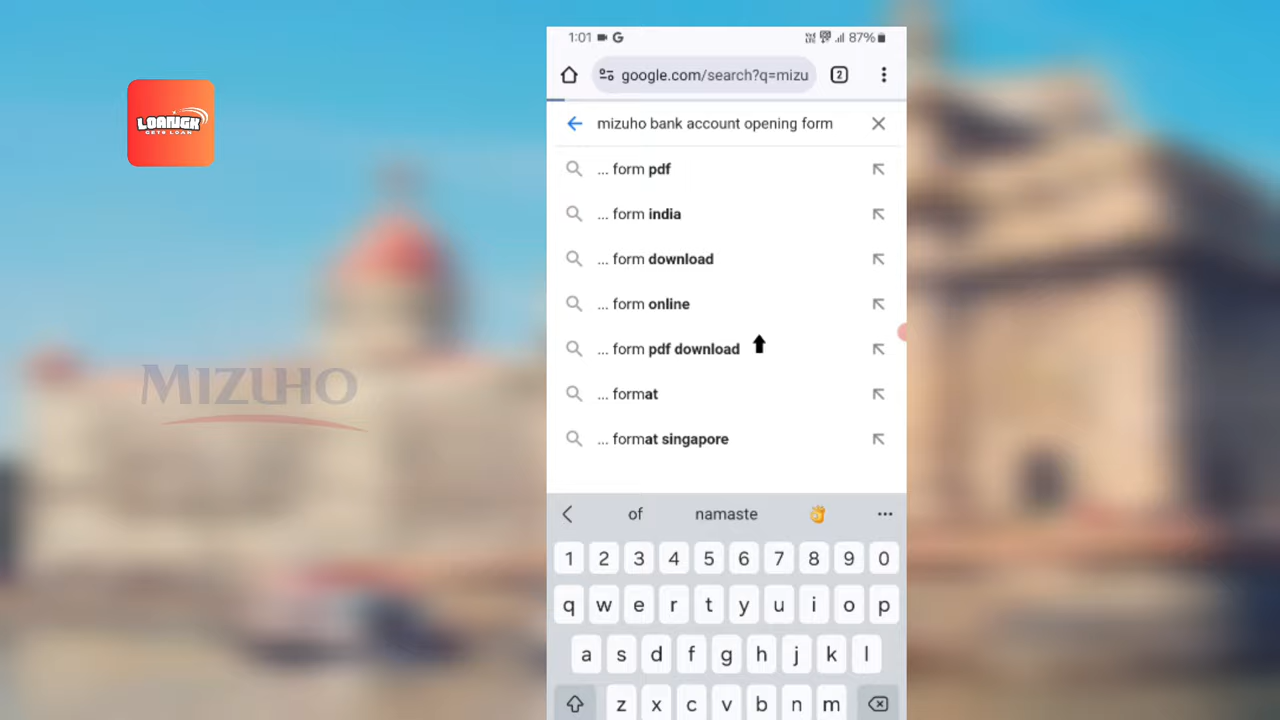 LOANGK
GETS LOAN
MIZUHO
1:01 G 87%
google.com/search?q=mizu 2
mizuho bank account opening form
... form pdf
... form india
... form download
... form online
... form pdf download
... format
... format singapore
of namaste
1 2 3 4 5 6 7 8 9 0
q w e r t y u i o p
a s d f g h j k l
z x c v b n m